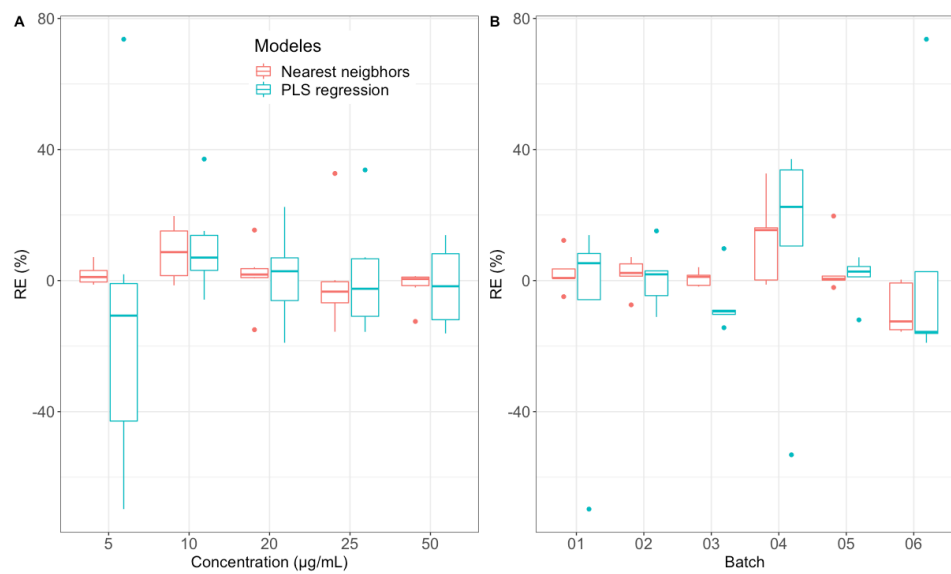 A
B
80
40
0
-40
RE (%)
Modeles
Nearest neigbhors
PLS regression
5 10 20 25 50
Concentration (µg/mL)
80
40
0
-40
RE (%)
01 02 03 04 05 06
Batch